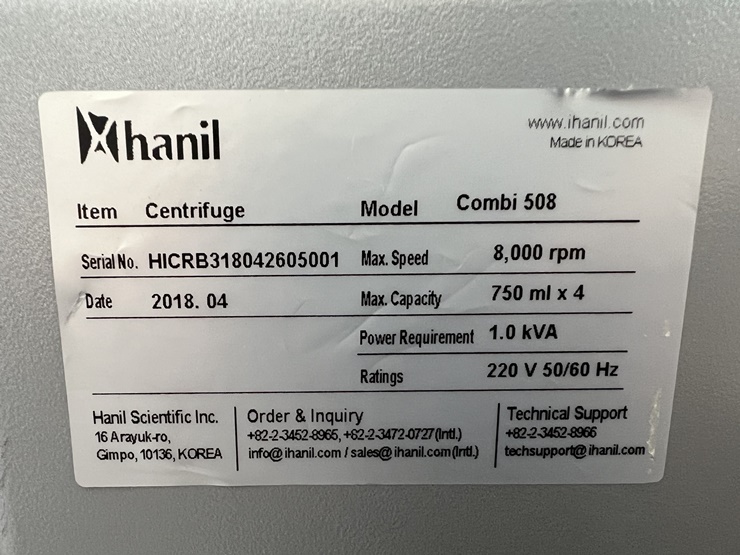 hanil
www.ihanil.com
Made in KOREA
Item Centrifuge Model Combi 508
Serial No. HICRB318042605001 Max. Speed 8,000 rpm
Date 2018. 04 Max. Capacity 750 ml x 4
Power Requirement 1.0 kVA
Ratings 220 V 50/60 Hz
Hanil Scientific Inc.
16 Arayuk-ro,
Gimpo, 10136, KOREA
Order & Inquiry
+82-2-3452-8965, +82-2-3472-0727(Intl.)
info@ihanil.com / sales@ihanil.com(Intl.)
Technical Support
+82-2-3452-8966
techsupport@ihanil.com